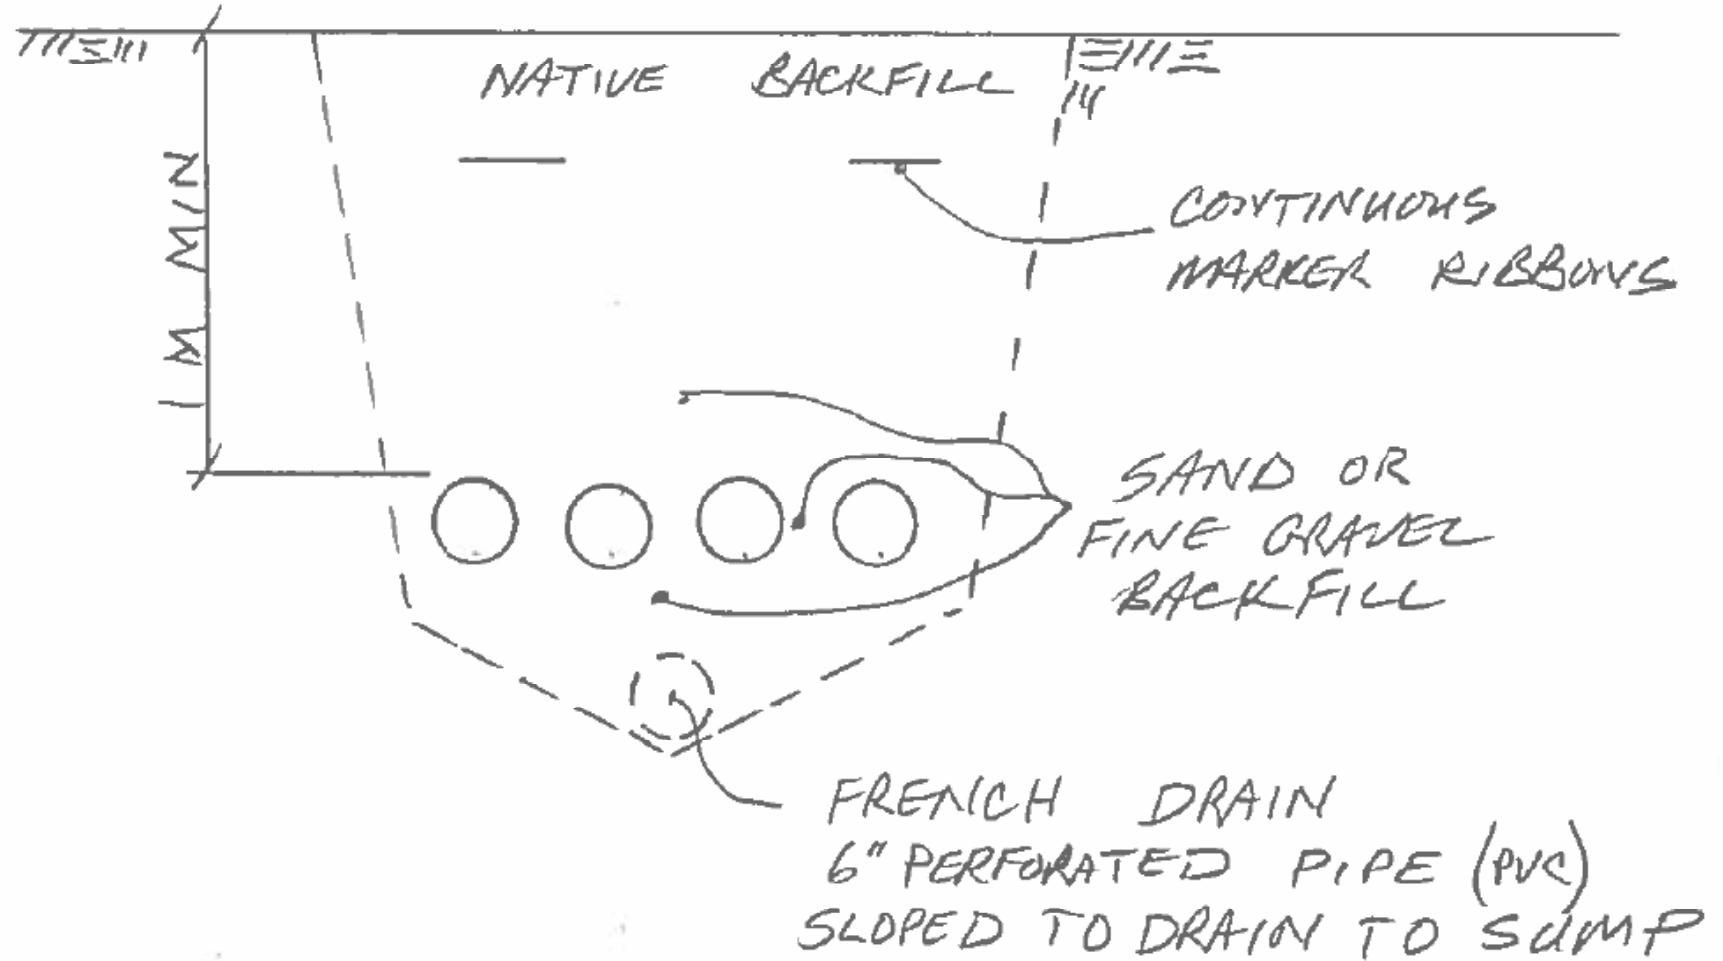 NATIVE BACKFILL
1 M MIN
CONTINUOUS
MARKER RIBBONS
SAND OR
FINE GRAVEL
BACKFILL
FRENCH DRAIN
6" PERFORATED PIPE (PVC)
SLOPED TO DRAIN TO SUMP